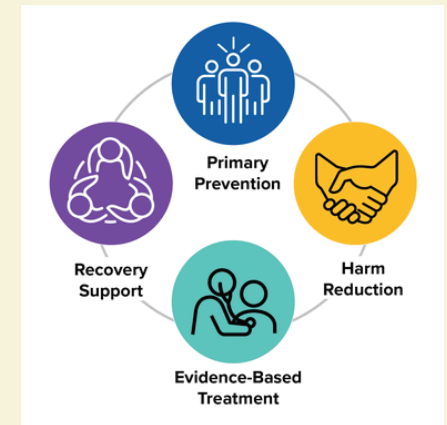 Primary
Prevention
Harm
Reduction
Evidence-Based
Treatment
Recovery
Support